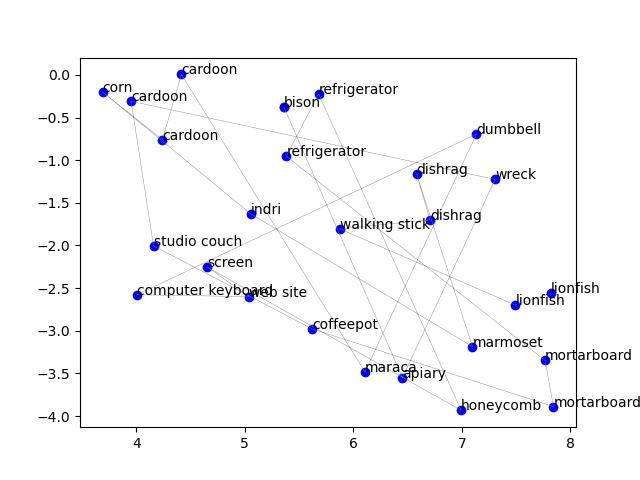 cardoon
corn
cardoon
refrigerator
bison
cardoon
dumbbell
refrigerator
dishrag
wreck
indri
dishrag
walking stick
studio couch
screen
computer keyboard
web site
lionfish
lionfish
coffeepot
marmoset
mortarboard
maraca
apiary
honeycomb
mortarboard
0.0
−0.5
−1.0
−1.5
−2.0
−2.5
−3.0
−3.5
−4.0
4
5
6
7
8